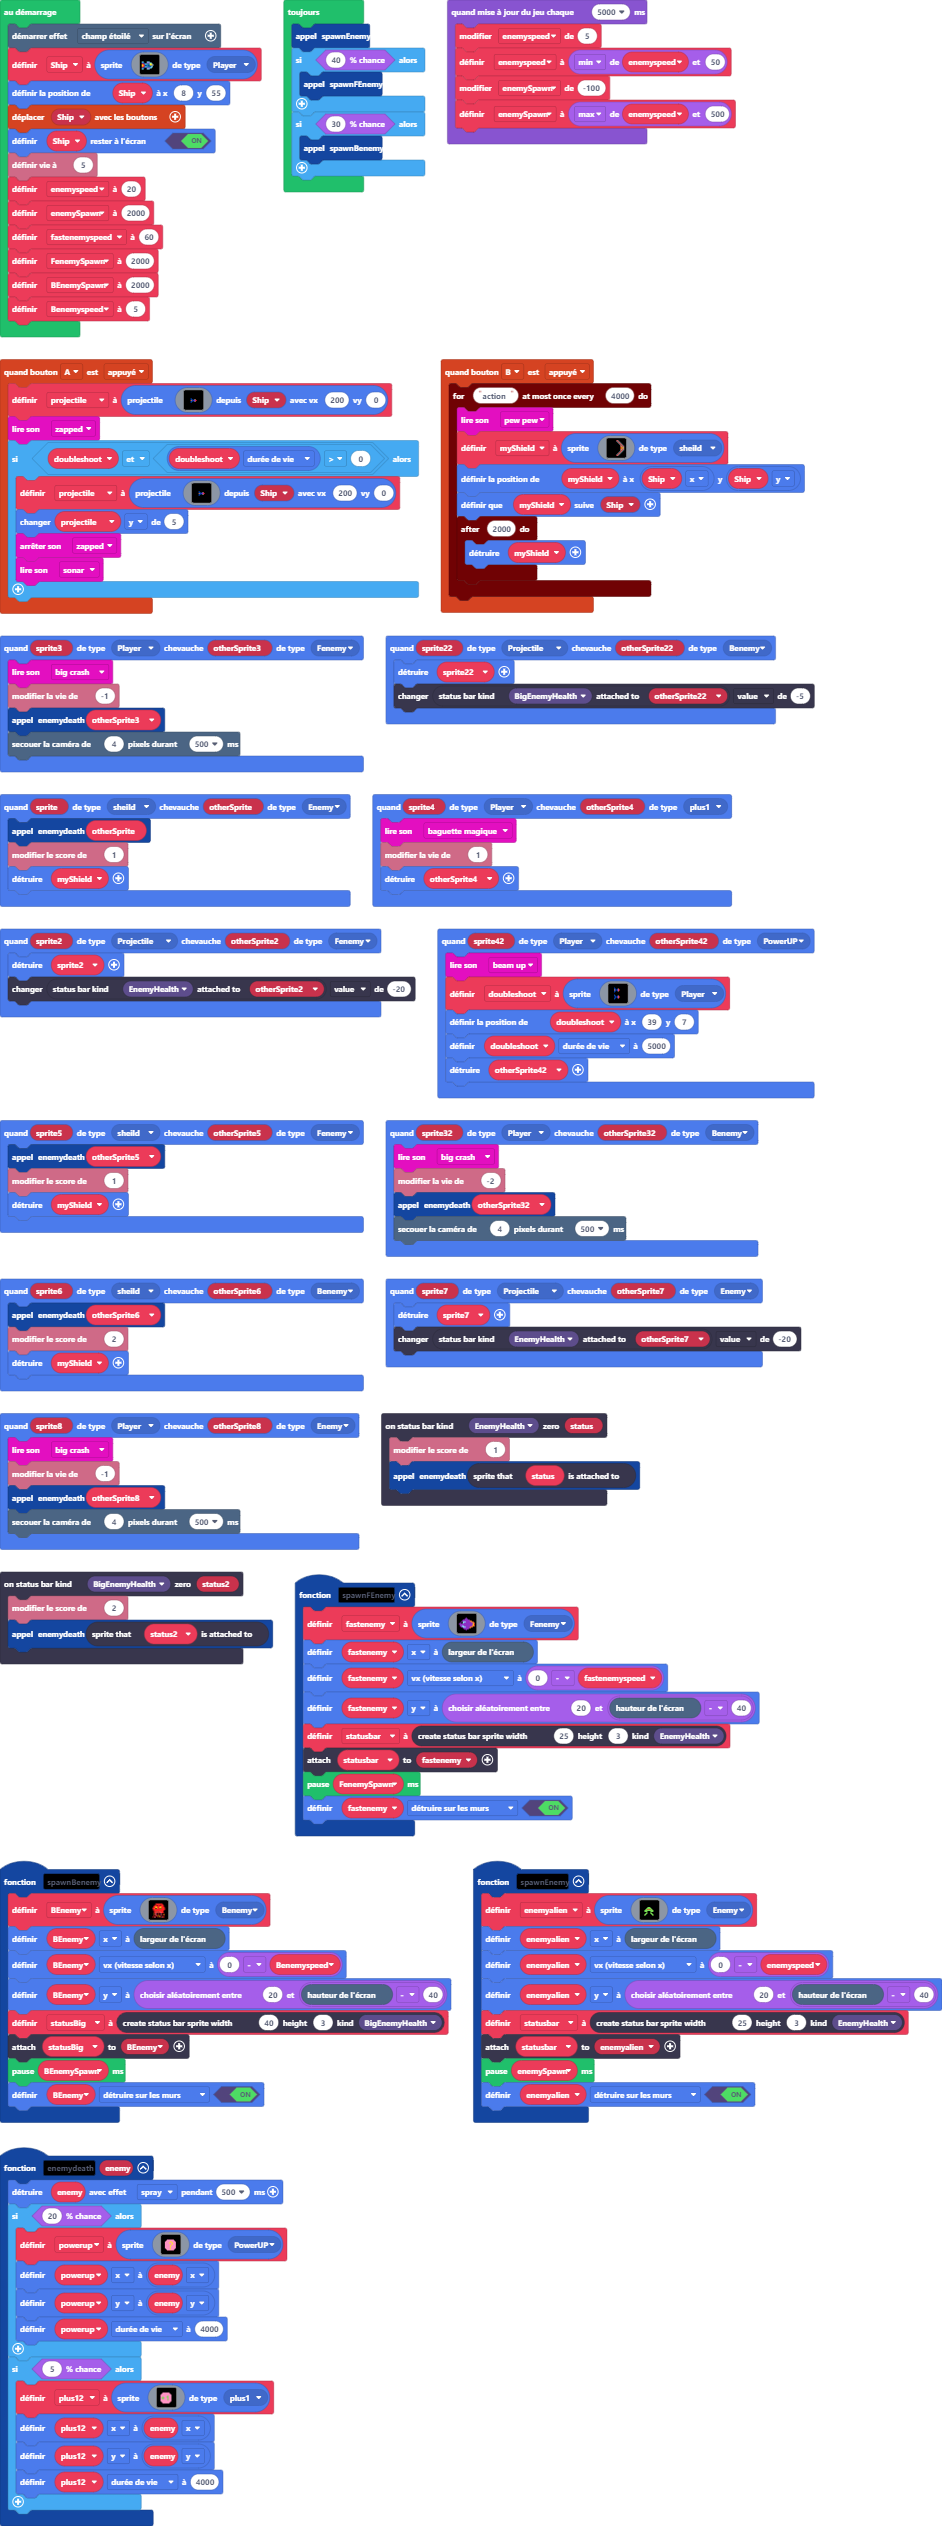 au démarrage
démarrer effet champ étoilé sur l'écran
définir Ship à sprite de type Player
définir la position de Ship à x 8 y 55
déplacer Ship avec les boutons
définir Ship rester à l'écran ON
définir vie à 5
définir enemyspeed à 20
définir enemySpawn à 2000
définir fastenemyspeed à 60
définir FenemySpawn à 2000
définir BEnemySpawn à 2000
définir Benemyspeed à 5
toujours
appel spawnEnemy
si 40 % chance alors
appel spawnFEnemy
si 30 % chance alors
appel spawnBenemy
quand mise à jour du jeu chaque 5000 ms
modifier enemyspeed de 5
définir enemyspeed à min de enemyspeed et 50
modifier enemySpawn de -100
définir enemySpawn à max de enemyspeed et 500
quand bouton A est appuyé
définir projectile à projectile depuis Ship avec vx 200 vy 0
lire son zapped
si doubleshoot et doubleshoot durée de vie > 0 alors
définir projectile à projectile depuis Ship avec vx 200 vy 0
changer projectile y de 5
arrêter son zapped
lire son sonar
quand bouton B est appuyé
for "action" at most once every 4000 do
lire son pew pew
définir myShield à sprite de type sheild
définir la position de myShield à x Ship x y Ship y
définir que myShield suive Ship
after 2000 do
détruire myShield
quand sprite3 de type Player chevauche otherSprite3 de type Fenemy
lire son big crash
modifier la vie de -1
appel enemydeath otherSprite3
secouer la caméra de 4 pixels durant 500 ms
quand sprite22 de type Projectile chevauche otherSprite22 de type Benemy
détruire sprite22
changer status bar kind BigEnemyHealth attached to otherSprite22 value de -5
quand sprite de type sheild chevauche otherSprite de type Enemy
appel enemydeath otherSprite
modifier le score de 1
détruire myShield
quand sprite4 de type Player chevauche otherSprite4 de type plus1
lire son baguette magique
modifier la vie de 1
détruire otherSprite4
quand sprite2 de type Projectile chevauche otherSprite2 de type Fenemy
détruire sprite2
changer status bar kind EnemyHealth attached to otherSprite2 value de -20
quand sprite42 de type Player chevauche otherSprite42 de type PowerUP
lire son beam up
définir doubleshoot à sprite de type Player
définir la position de doubleshoot à x 39 y 7
définir doubleshoot durée de vie à 5000
détruire otherSprite42
quand sprite5 de type sheild chevauche otherSprite5 de type Fenemy
appel enemydeath otherSprite5
modifier le score de 1
détruire myShield
quand sprite32 de type Player chevauche otherSprite32 de type Benemy
lire son big crash
modifier la vie de -2
appel enemydeath otherSprite32
secouer la caméra de 4 pixels durant 500 ms
quand sprite6 de type sheild chevauche otherSprite6 de type Benemy
appel enemydeath otherSprite6
modifier le score de 2
détruire myShield
quand sprite7 de type Projectile chevauche otherSprite7 de type Enemy
détruire sprite7
changer status bar kind EnemyHealth attached to otherSprite7 value de -20
quand sprite8 de type Player chevauche otherSprite8 de type Enemy
lire son big crash
modifier la vie de -1
appel enemydeath otherSprite8
secouer la caméra de 4 pixels durant 500 ms
on status bar kind EnemyHealth zero status
modifier le score de 1
appel enemydeath sprite that status is attached to
on status bar kind BigEnemyHealth zero status2
modifier le score de 2
appel enemydeath sprite that status2 is attached to
fonction spawnFEnemy
définir fastenemy à sprite de type Fenemy
définir fastenemy x à largeur de l'écran
définir fastenemy vx (vitesse selon x) à 0 - fastenemyspeed
définir fastenemy y à choisir aléatoirement entre 20 et hauteur de l'écran - 40
définir statusbar à create status bar sprite width 25 height 3 kind EnemyHealth
attach statusbar to fastenemy
pause FenemySpawn ms
définir fastenemy détruire sur les murs ON
fonction spawnBenemy
définir BEnemy à sprite de type Benemy
définir BEnemy x à largeur de l'écran
définir BEnemy vx (vitesse selon x) à 0 - Benemyspeed
définir BEnemy y à choisir aléatoirement entre 20 et hauteur de l'écran - 40
définir statusBig à create status bar sprite width 40 height 3 kind BigEnemyHealth
attach statusBig to BEnemy
pause BEnemySpawn ms
définir BEnemy détruire sur les murs ON
fonction spawnEnemy
définir enemyalien à sprite de type Enemy
définir enemyalien x à largeur de l'écran
définir enemyalien vx (vitesse selon x) à 0 - enemyspeed
définir enemyalien y à choisir aléatoirement entre 20 et hauteur de l'écran - 40
définir statusbar à create status bar sprite width 25 height 3 kind EnemyHealth
attach statusbar to enemyalien
pause enemySpawn ms
définir enemyalien détruire sur les murs ON
fonction enemydeath enemy
détruire enemy avec effet spray pendant 500 ms
si 20 % chance alors
définir powerup à sprite de type PowerUP
définir powerup x à enemy x
définir powerup y à enemy y
définir powerup durée de vie à 4000
si 5 % chance alors
définir plus12 à sprite de type plus1
définir plus12 x à enemy x
définir plus12 y à enemy y
définir plus12 durée de vie à 4000